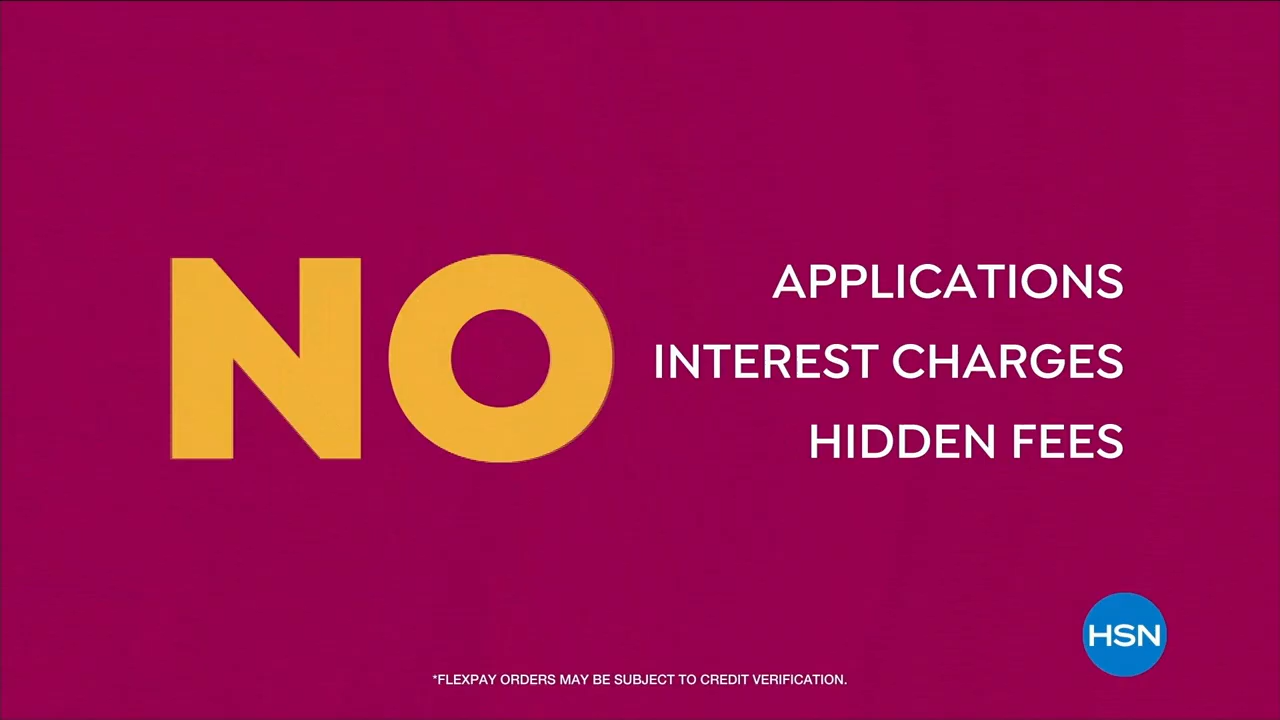 NO
APPLICATIONS
INTEREST CHARGES
HIDDEN FEES
HSN
*FLEXPAY ORDERS MAY BE SUBJECT TO CREDIT VERIFICATION.